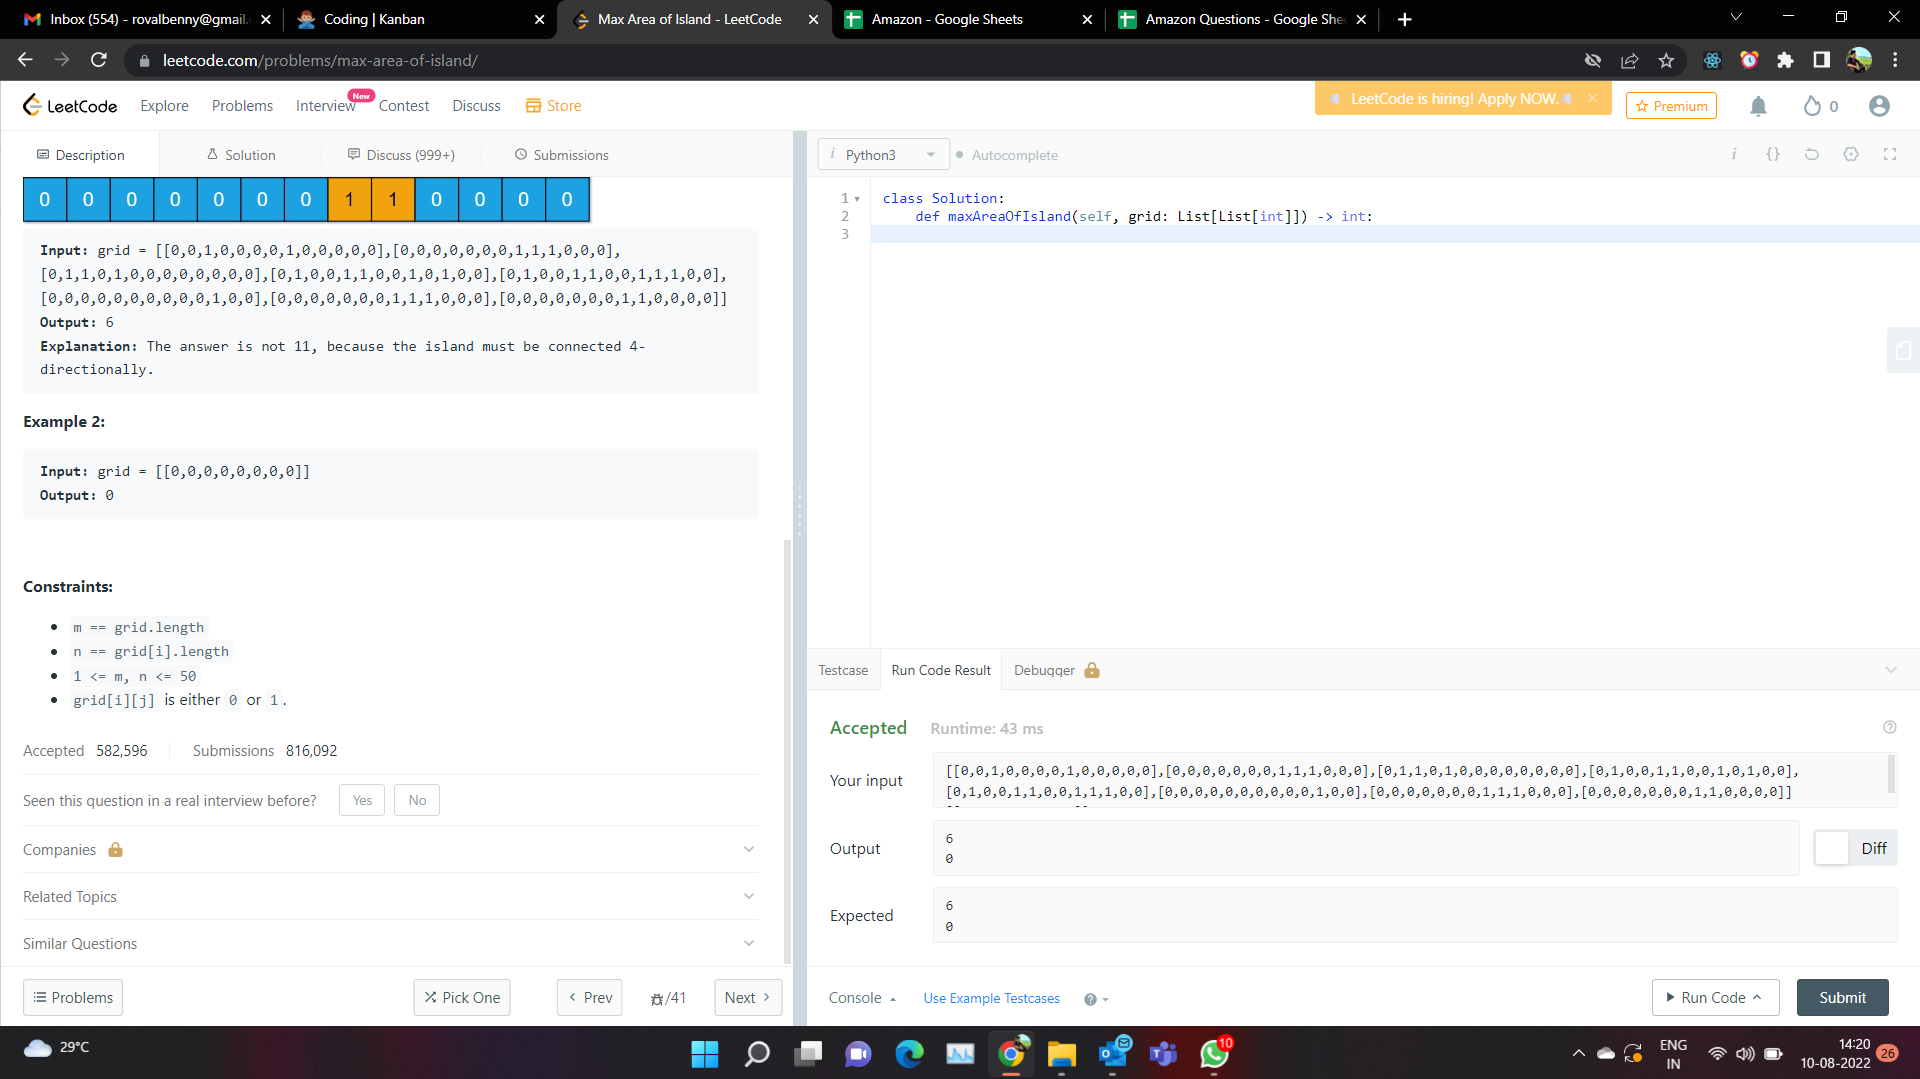 Inbox (554) - rovalbenny@gmail.
Coding | Kanban
Max Area of Island - LeetCode
Amazon - Google Sheets
Amazon Questions - Google She
leetcode.com/problems/max-area-of-island/
LeetCode
Explore
Problems
Interview
New
Contest
Discuss
Store
LeetCode is hiring! Apply NOW.
Premium
0
Description
Solution
Discuss (999+)
Submissions
Python3
Autocomplete
0 0 0 0 0 0 0 1 1 0 0 0 0
Input: grid = [[0,0,1,0,0,0,0,1,0,0,0,0,0],[0,0,0,0,0,0,0,1,1,1,0,0,0],
[0,1,1,0,1,0,0,0,0,0,0,0,0],[0,1,0,0,1,1,0,0,1,0,1,0,0],[0,1,0,0,1,1,0,0,1,1,1,0,0],
[0,0,0,0,0,0,0,0,0,0,1,0,0],[0,0,0,0,0,0,0,1,1,1,0,0,0],[0,0,0,0,0,0,0,1,1,0,0,0,0]]
Output: 6
Explanation: The answer is not 11, because the island must be connected 4-
directionally.
Example 2:
Input: grid = [[0,0,0,0,0,0,0,0]]
Output: 0
Constraints:
m == grid.length
n == grid[i].length
1 <= m, n <= 50
grid[i][j] is either 0 or 1.
Accepted 582,596
Submissions 816,092
Seen this question in a real interview before?
Yes
No
Companies
Related Topics
Similar Questions
Problems
Pick One
Prev
/41
Next
1 class Solution:
2 def maxAreaOfIsland(self, grid: List[List[int]]) -> int:
3
Testcase
Run Code Result
Debugger
Accepted
Runtime: 43 ms
Your input
[[0,0,1,0,0,0,0,1,0,0,0,0,0],[0,0,0,0,0,0,0,1,1,1,0,0,0],[0,1,1,0,1,0,0,0,0,0,0,0,0],[0,1,0,0,1,1,0,0,1,0,1,0,0],
[0,1,0,0,1,1,0,0,1,1,1,0,0],[0,0,0,0,0,0,0,0,0,0,1,0,0],[0,0,0,0,0,0,0,1,1,1,0,0,0],[0,0,0,0,0,0,0,1,1,0,0,0,0]]
Output
6
0
Diff
Expected
6
0
Console
Use Example Testcases
Run Code
Submit
29°C
10
ENG
IN
14:20
10-08-2022
26